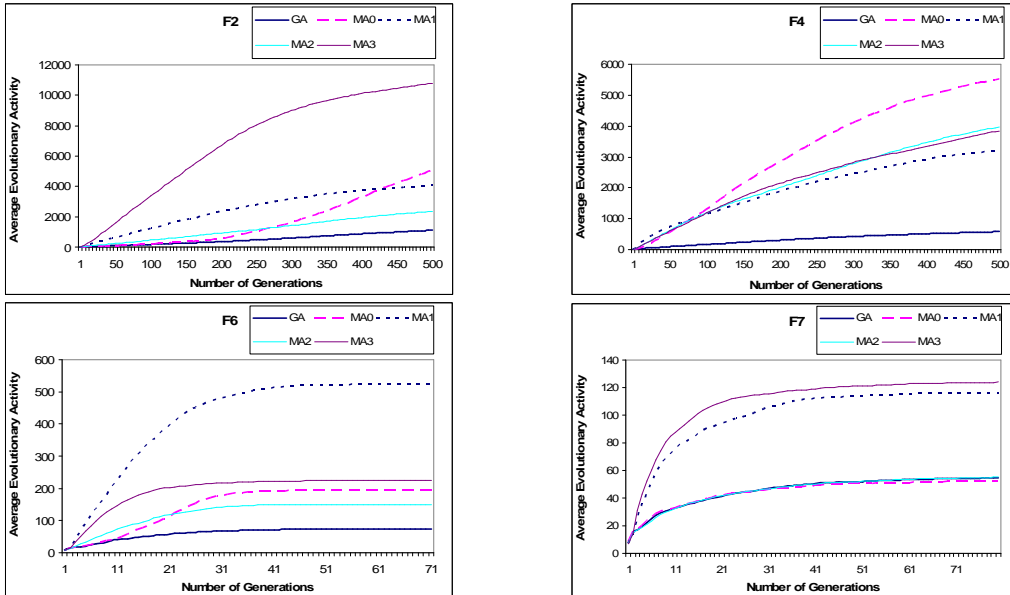 F2
GA MA0 MA1
MA2 MA3
Average Evolutionary Activity
12000
10000
8000
6000
4000
2000
0
1 50 100 150 200 250 300 350 400 450 500
Number of Generations
F4
GA MA0 MA1
MA2 MA3
Average Evolutionary Activity
6000
5000
4000
3000
2000
1000
0
1 50 100 150 200 250 300 350 400 450 500
Number of Generations
F6
GA MA0 MA1
MA2 MA3
Average Evolutionary Activity
600
500
400
300
200
100
0
1 11 21 31 41 51 61 71
Number of Generations
F7
GA MA0 MA1
MA2 MA3
Average Evolutionary Activity
140
120
100
80
60
40
20
0
1 11 21 31 41 51 61 71
Number of Generations